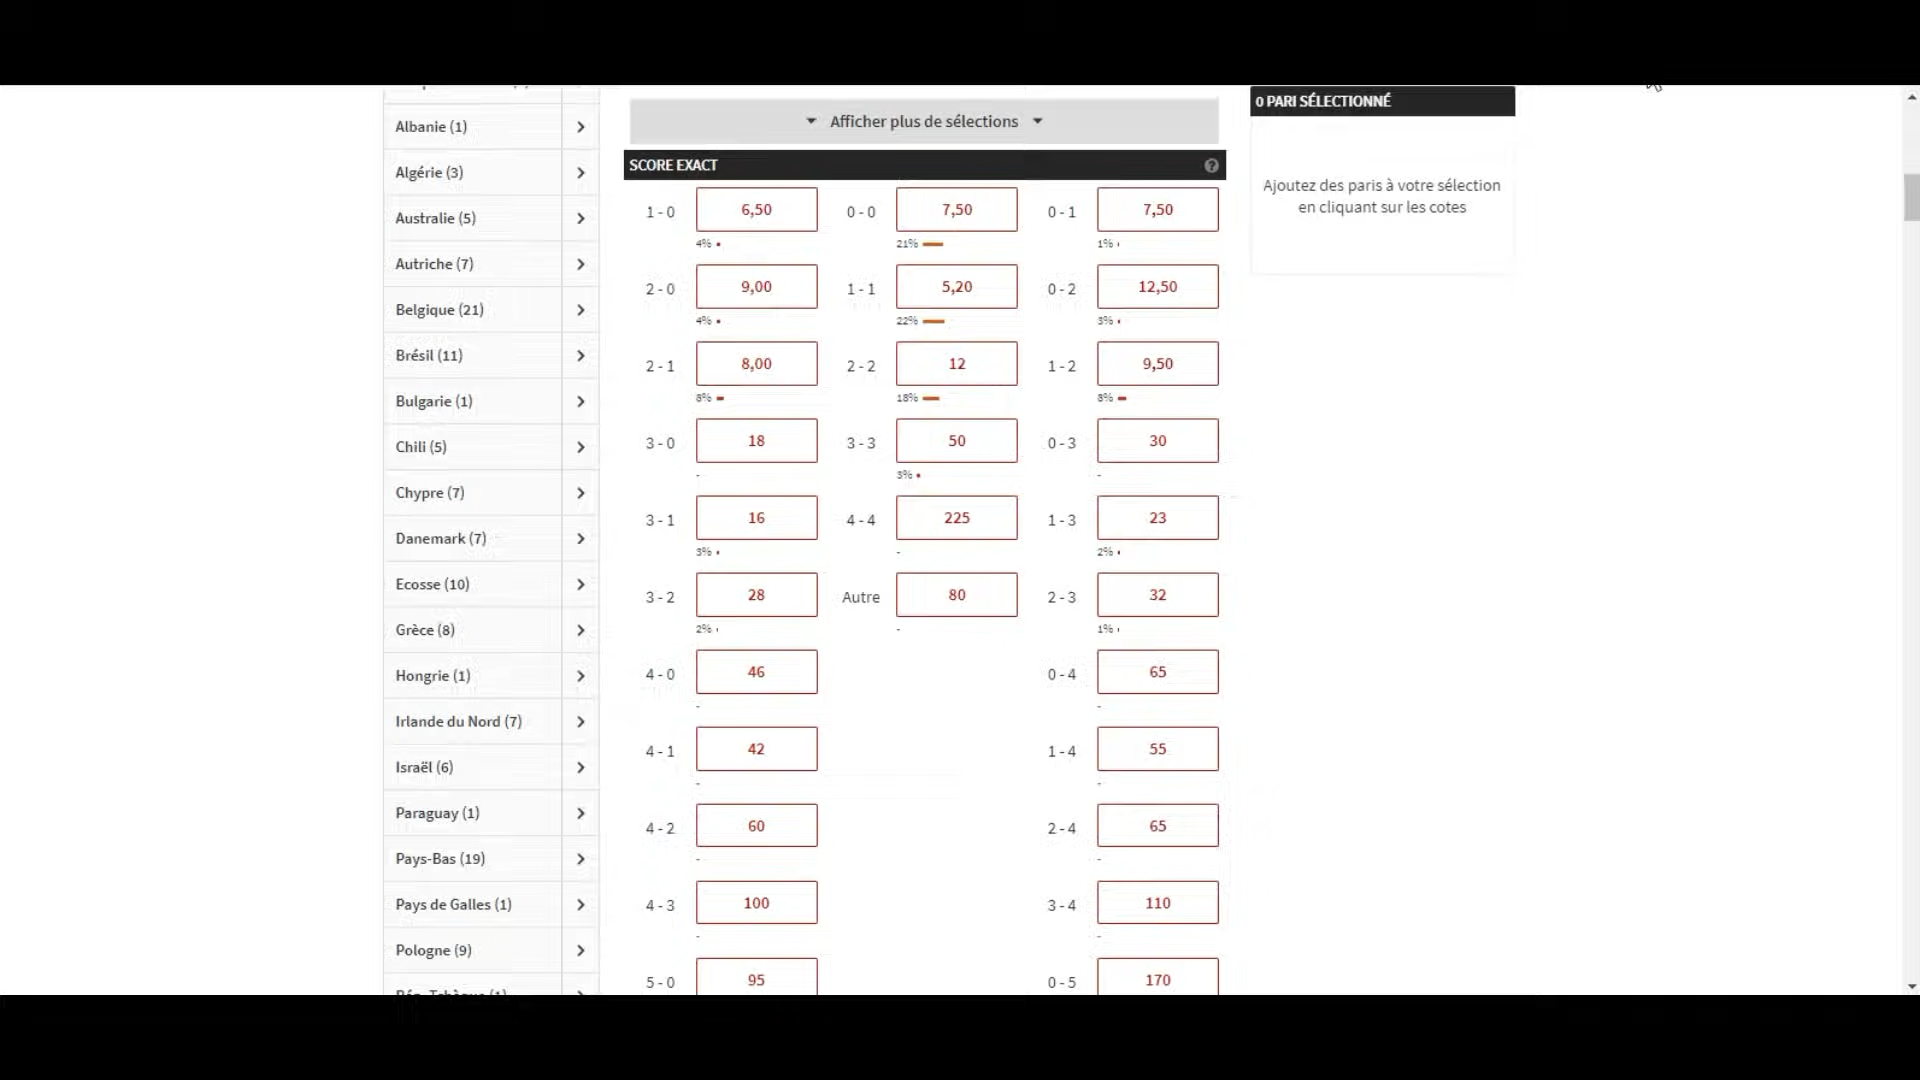 Albanie (1)
Algérie (3)
Australie (5)
Autriche (7)
Belgique (21)
Brésil (11)
Bulgarie (1)
Chili (5)
Chypre (7)
Danemark (7)
Ecosse (10)
Grèce (8)
Hongrie (1)
Irlande du Nord (7)
Israël (6)
Paraguay (1)
Pays-Bas (19)
Pays de Galles (1)
Pologne (9)
Afficher plus de sélections
SCORE EXACT
1 - 0 6,50 0 - 0 7,50 0 - 1 7,50
4% 21% 1%
2 - 0 9,00 1 - 1 5,20 0 - 2 12,50
4% 22% 3%
2 - 1 8,00 2 - 2 12 1 - 2 9,50
8% 18% 8%
3 - 0 18 3 - 3 50 0 - 3 30
- 3% -
3 - 1 16 4 - 4 225 1 - 3 23
3% - 2%
3 - 2 28 Autre 80 2 - 3 32
2% - 1%
4 - 0 46 0 - 4 65
- -
4 - 1 42 1 - 4 55
- -
4 - 2 60 2 - 4 65
- -
4 - 3 100 3 - 4 110
- -
5 - 0 95 0 - 5 170
0 PARI SÉLECTIONNÉ
Ajoutez des paris à votre sélection
en cliquant sur les cotes